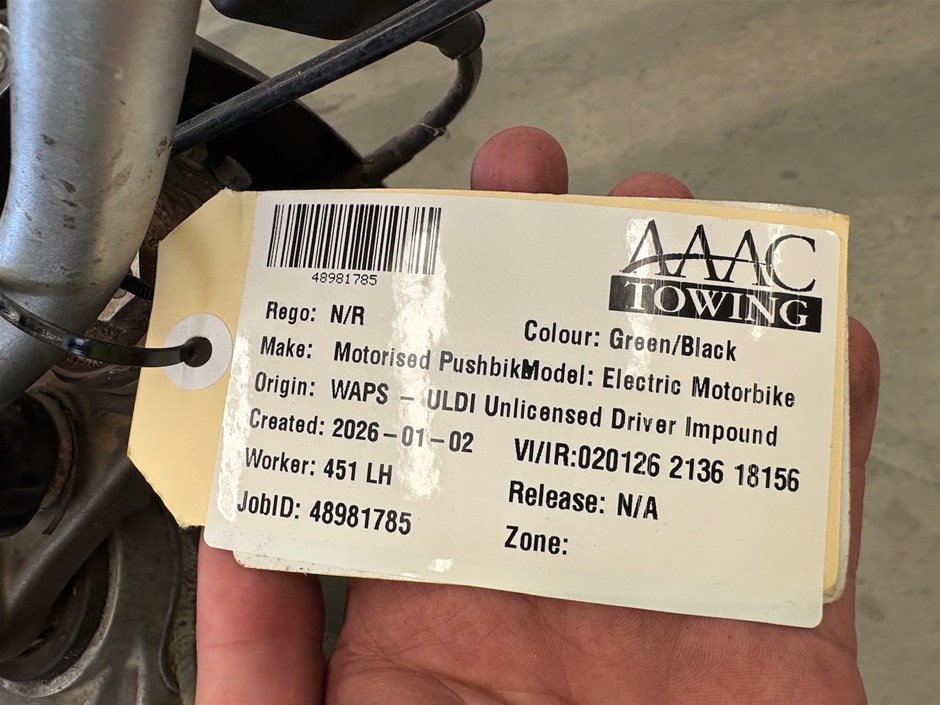 48981785
AAAC
TOWING
Rego: N/R
Colour: Green/Black
Make: Motorised Pushbike
Model: Electric Motorbike
Origin: WAPS - ULDI Unlicensed Driver Impound
Created: 2026-01-02
VI/IR:020126 2136 18156
Worker: 451 LH
Release: N/A
JobID: 48981785
Zone: